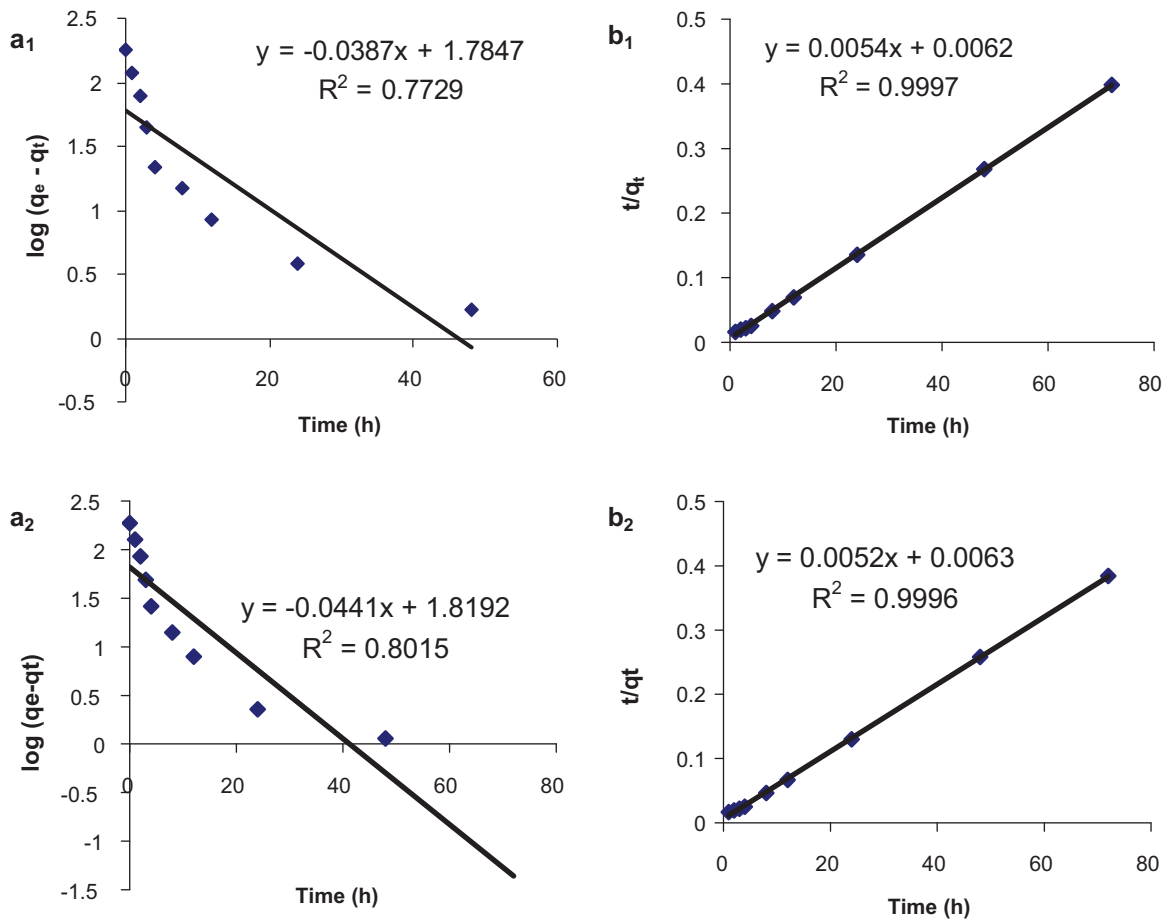 a1
y = -0.0387x + 1.7847
R2 = 0.7729
log (qe - qt)
2.5
2
1.5
1
0.5
0
-0.5
0 20 40 60
Time (h)
b1
y = 0.0054x + 0.0062
R2 = 0.9997
t/qt
0.5
0.4
0.3
0.2
0.1
0
0 20 40 60 80
Time (h)
a2
y = -0.0441x + 1.8192
R2 = 0.8015
log (qe-qt)
2.5
2
1.5
1
0.5
0
-0.5
-1
-1.5
0 20 40 60 80
Time (h)
b2
y = 0.0052x + 0.0063
R2 = 0.9996
t/qt
0.5
0.4
0.3
0.2
0.1
0
0 20 40 60 80
Time (h)